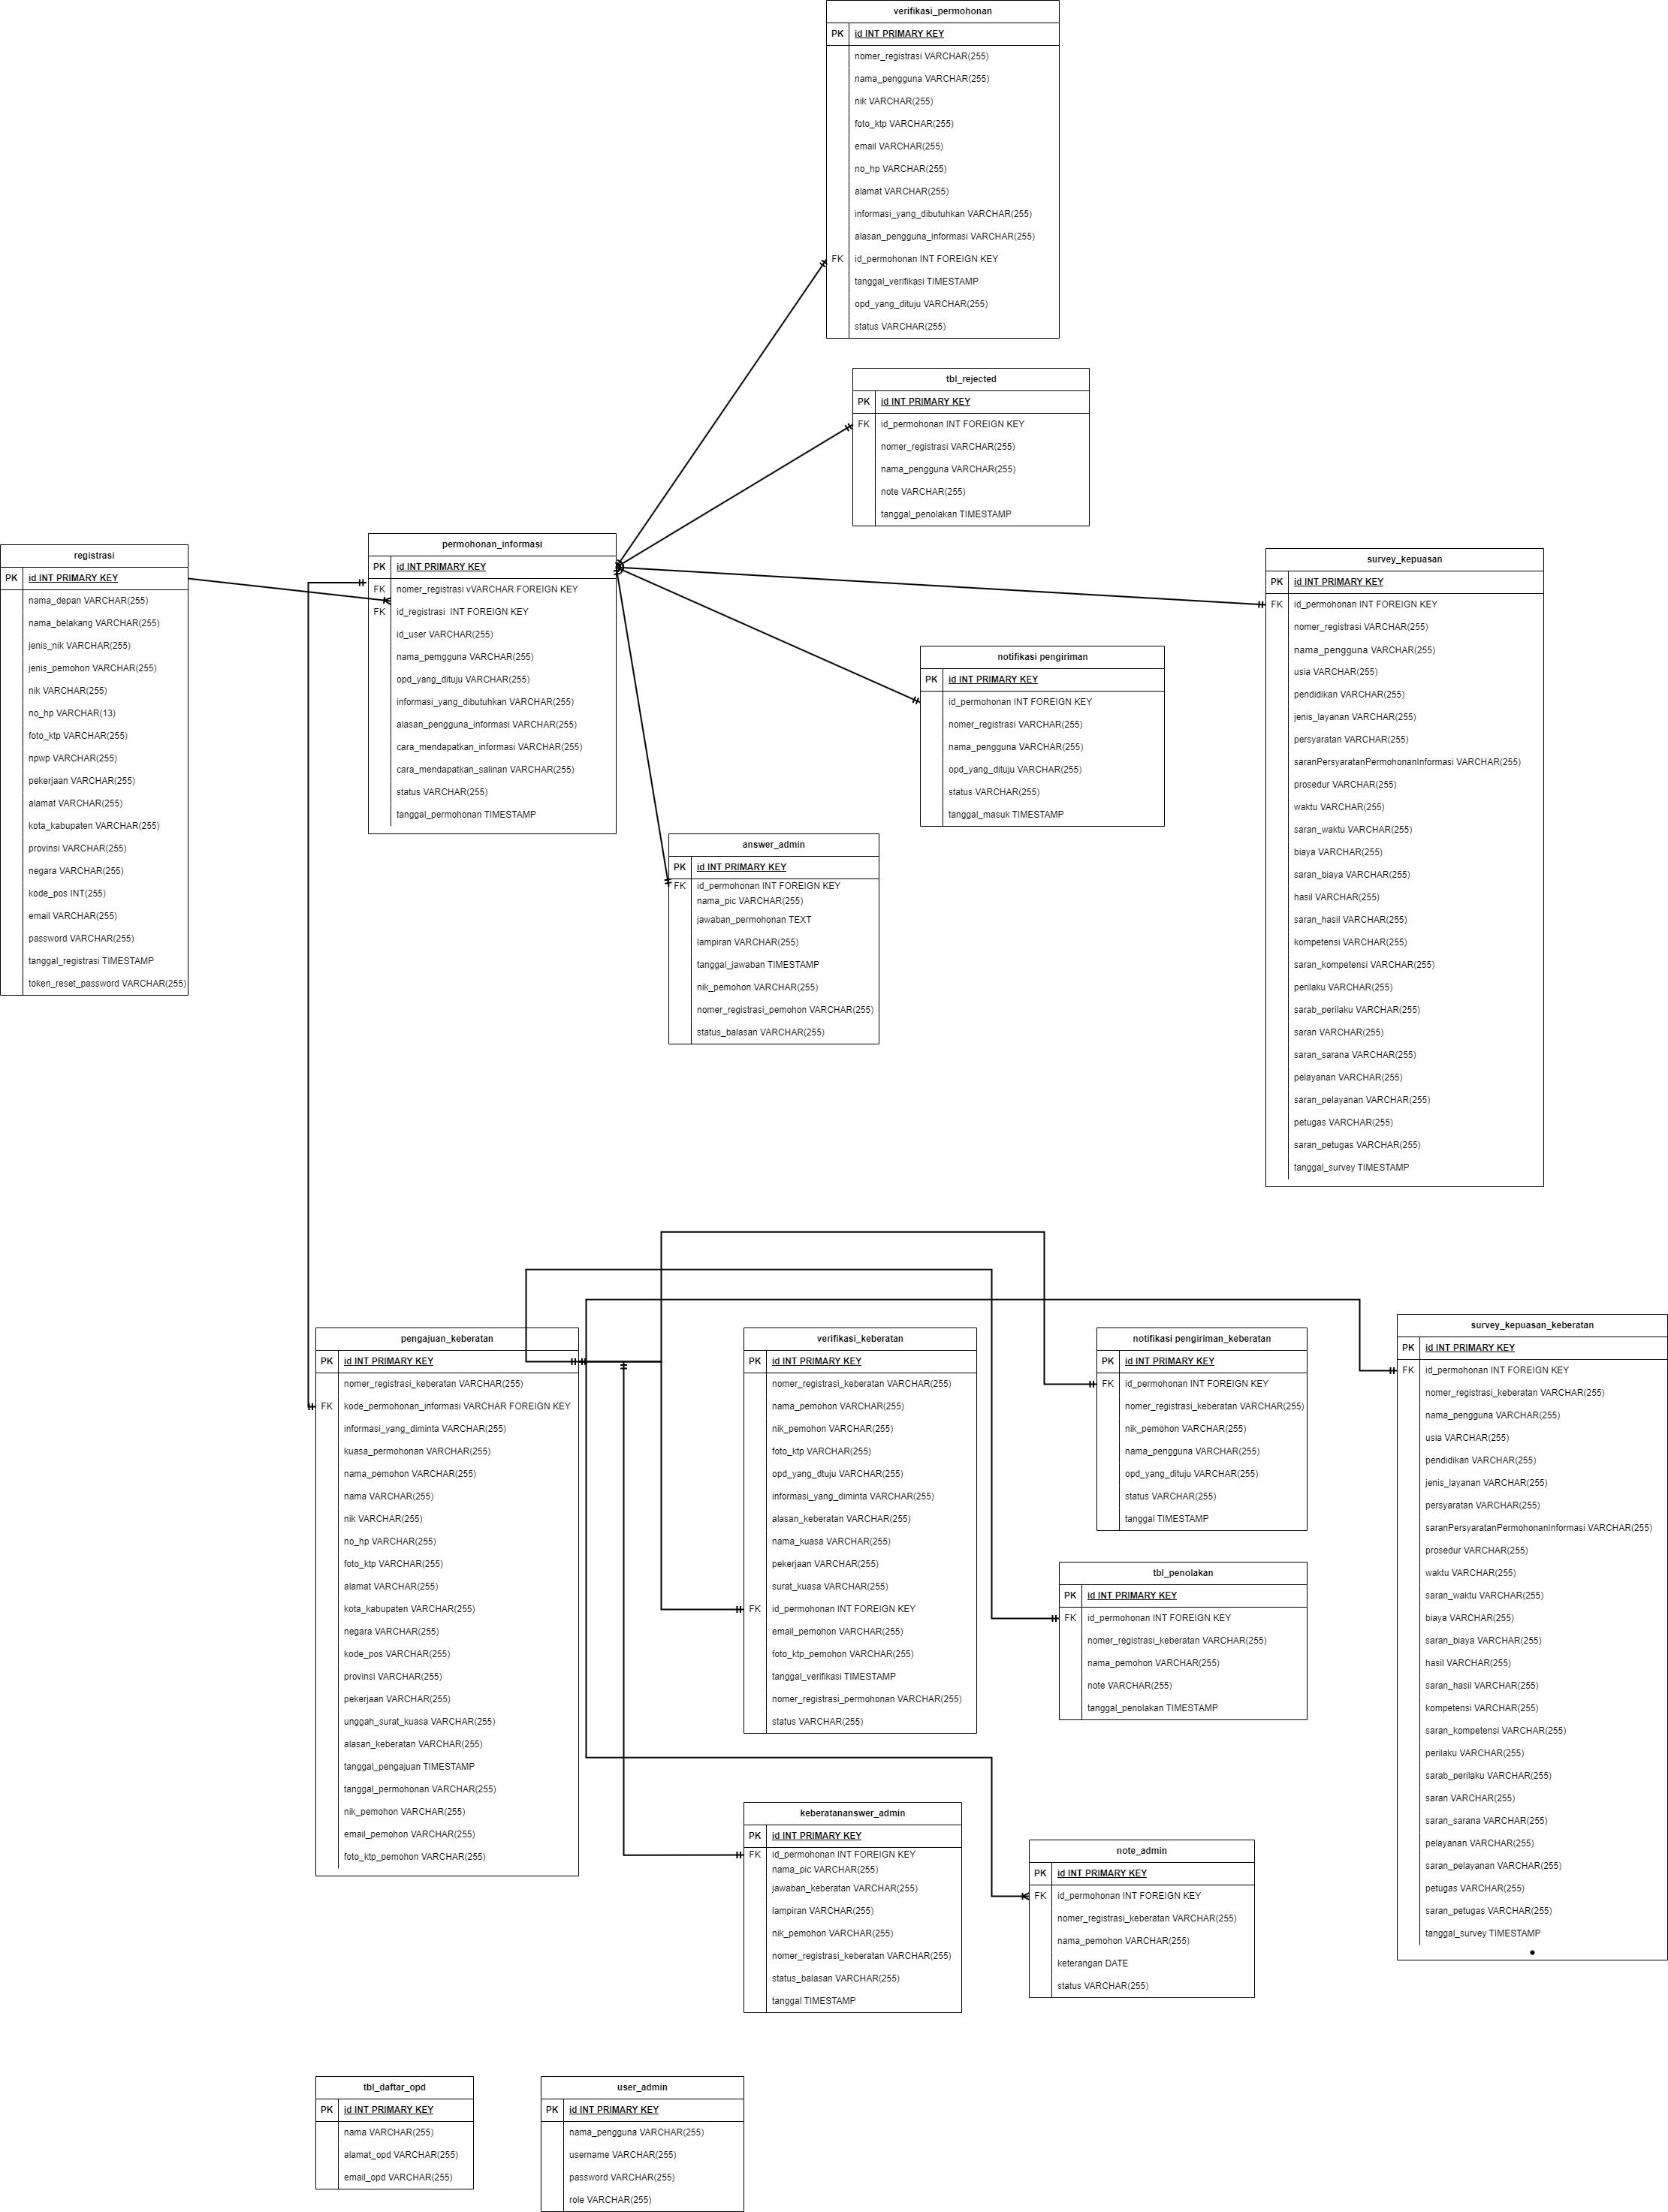 verifikasi_permohonan
PK id INT PRIMARY KEY
nomer_registrasi VARCHAR(255)
nama_pengguna VARCHAR(255)
nik VARCHAR(255)
foto_ktp VARCHAR(255)
email VARCHAR(255)
no_hp VARCHAR(255)
alamat VARCHAR(255)
informasi_yang_dibutuhkan VARCHAR(255)
alasan_pengguna_informasi VARCHAR(255)
FK id_permohonan INT FOREIGN KEY
tanggal_verifikasi TIMESTAMP
opd_yang_dituju VARCHAR(255)
status VARCHAR(255)
tbl_rejected
PK id INT PRIMARY KEY
FK id_permohonan INT FOREIGN KEY
nomer_registrasi VARCHAR(255)
nama_pengguna VARCHAR(255)
note VARCHAR(255)
tanggal_penolakan TIMESTAMP
registrasi
PK id INT PRIMARY KEY
nama_depan VARCHAR(255)
nama_belakang VARCHAR(255)
jenis_nik VARCHAR(255)
jenis_pemohon VARCHAR(255)
nik VARCHAR(255)
no_hp VARCHAR(13)
foto_ktp VARCHAR(255)
npwp VARCHAR(255)
pekerjaan VARCHAR(255)
alamat VARCHAR(255)
kota_kabupaten VARCHAR(255)
provinsi VARCHAR(255)
negara VARCHAR(255)
kode_pos INT(255)
email VARCHAR(255)
password VARCHAR(255)
tanggal_registrasi TIMESTAMP
token_reset_password VARCHAR(255)
permohonan_informasi
PK id INT PRIMARY KEY
FK nomer_registrasi vVARCHAR FOREIGN KEY
FK id_registrasi INT FOREIGN KEY
id_user VARCHAR(255)
nama_pemgguna VARCHAR(255)
opd_yang_dituju VARCHAR(255)
informasi_yang_dibutuhkan VARCHAR(255)
alasan_pengguna_informasi VARCHAR(255)
cara_mendapatkan_informasi VARCHAR(255)
cara_mendapatkan_salinan VARCHAR(255)
status VARCHAR(255)
tanggal_permohonan TIMESTAMP
survey_kepuasan
PK id INT PRIMARY KEY
FK id_permohonan INT FOREIGN KEY
nomer_registrasi VARCHAR(255)
nama_pengguna VARCHAR(255)
usia VARCHAR(255)
pendidikan VARCHAR(255)
jenis_layanan VARCHAR(255)
persyaratan VARCHAR(255)
saranPersyaratanPermohonanInformasi VARCHAR(255)
prosedur VARCHAR(255)
waktu VARCHAR(255)
saran_waktu VARCHAR(255)
biaya VARCHAR(255)
saran_biaya VARCHAR(255)
hasil VARCHAR(255)
saran_hasil VARCHAR(255)
kompetensi VARCHAR(255)
saran_kompetensi VARCHAR(255)
perilaku VARCHAR(255)
sarab_perilaku VARCHAR(255)
saran VARCHAR(255)
saran_sarana VARCHAR(255)
pelayanan VARCHAR(255)
saran_pelayanan VARCHAR(255)
petugas VARCHAR(255)
saran_petugas VARCHAR(255)
tanggal_survey TIMESTAMP
notifikasi pengiriman
PK id INT PRIMARY KEY
id_permohonan INT FOREIGN KEY
nomer_registrasi VARCHAR(255)
nama_pengguna VARCHAR(255)
opd_yang_dituju VARCHAR(255)
status VARCHAR(255)
tanggal_masuk TIMESTAMP
answer_admin
PK id INT PRIMARY KEY
FK id_permohonan INT FOREIGN KEY
nama_pic VARCHAR(255)
jawaban_permohonan TEXT
lampiran VARCHAR(255)
tanggal_jawaban TIMESTAMP
nik_pemohon VARCHAR(255)
nomer_registrasi_pemohon VARCHAR(255)
status_balasan VARCHAR(255)
pengajuan_keberatan
PK id INT PRIMARY KEY
nomer_registrasi_keberatan VARCHAR(255)
FK kode_permohonan_informasi VARCHAR FOREIGN KEY
informasi_yang_diminta VARCHAR(255)
kuasa_permohonan VARCHAR(255)
nama_pemohon VARCHAR(255)
nama VARCHAR(255)
nik VARCHAR(255)
no_hp VARCHAR(255)
foto_ktp VARCHAR(255)
alamat VARCHAR(255)
kota_kabupaten VARCHAR(255)
negara VARCHAR(255)
kode_pos VARCHAR(255)
provinsi VARCHAR(255)
pekerjaan VARCHAR(255)
unggah_surat_kuasa VARCHAR(255)
alasan_keberatan VARCHAR(255)
tanggal_pengajuan TIMESTAMP
tanggal_permohonan VARCHAR(255)
nik_pemohon VARCHAR(255)
email_pemohon VARCHAR(255)
foto_ktp_pemohon VARCHAR(255)
verifikasi_keberatan
PK id INT PRIMARY KEY
nomer_registrasi_keberatan VARCHAR(255)
nama_pemohon VARCHAR(255)
nik_pemohon VARCHAR(255)
foto_ktp VARCHAR(255)
opd_yang_dtuju VARCHAR(255)
informasi_yang_diminta VARCHAR(255)
alasan_keberatan VARCHAR(255)
nama_kuasa VARCHAR(255)
pekerjaan VARCHAR(255)
surat_kuasa VARCHAR(255)
FK id_permohonan INT FOREIGN KEY
email_pemohon VARCHAR(255)
foto_ktp_pemohon VARCHAR(255)
tanggal_verifikasi TIMESTAMP
nomer_registrasi_permohonan VARCHAR(255)
status VARCHAR(255)
notifikasi pengiriman_keberatan
PK id INT PRIMARY KEY
FK id_permohonan INT FOREIGN KEY
nomer_registrasi_keberatan VARCHAR(255)
nik_pemohon VARCHAR(255)
nama_pengguna VARCHAR(255)
opd_yang_dituju VARCHAR(255)
status VARCHAR(255)
tanggal TIMESTAMP
tbl_penolakan
PK id INT PRIMARY KEY
FK id_permohonan INT FOREIGN KEY
nomer_registrasi_keberatan VARCHAR(255)
nama_pemohon VARCHAR(255)
note VARCHAR(255)
tanggal_penolakan TIMESTAMP
survey_kepuasan_keberatan
PK id INT PRIMARY KEY
FK id_permohonan INT FOREIGN KEY
nomer_registrasi_keberatan VARCHAR(255)
nama_pengguna VARCHAR(255)
usia VARCHAR(255)
pendidikan VARCHAR(255)
jenis_layanan VARCHAR(255)
persyaratan VARCHAR(255)
saranPersyaratanPermohonanInformasi VARCHAR(255)
prosedur VARCHAR(255)
waktu VARCHAR(255)
saran_waktu VARCHAR(255)
biaya VARCHAR(255)
saran_biaya VARCHAR(255)
hasil VARCHAR(255)
saran_hasil VARCHAR(255)
kompetensi VARCHAR(255)
saran_kompetensi VARCHAR(255)
perilaku VARCHAR(255)
sarab_perilaku VARCHAR(255)
saran VARCHAR(255)
saran_sarana VARCHAR(255)
pelayanan VARCHAR(255)
saran_pelayanan VARCHAR(255)
petugas VARCHAR(255)
saran_petugas VARCHAR(255)
tanggal_survey TIMESTAMP
keberatananswer_admin
PK id INT PRIMARY KEY
FK id_permohonan INT FOREIGN KEY
nama_pic VARCHAR(255)
jawaban_keberatan VARCHAR(255)
lampiran VARCHAR(255)
nik_pemohon VARCHAR(255)
nomer_registrasi_keberatan VARCHAR(255)
status_balasan VARCHAR(255)
tanggal TIMESTAMP
note_admin
PK id INT PRIMARY KEY
FK id_permohonan INT FOREIGN KEY
nomer_registrasi_keberatan VARCHAR(255)
nama_pemohon VARCHAR(255)
keterangan DATE
status VARCHAR(255)
tbl_daftar_opd
PK id INT PRIMARY KEY
nama VARCHAR(255)
alamat_opd VARCHAR(255)
email_opd VARCHAR(255)
user_admin
PK id INT PRIMARY KEY
nama_pengguna VARCHAR(255)
username VARCHAR(255)
password VARCHAR(255)
role VARCHAR(255)